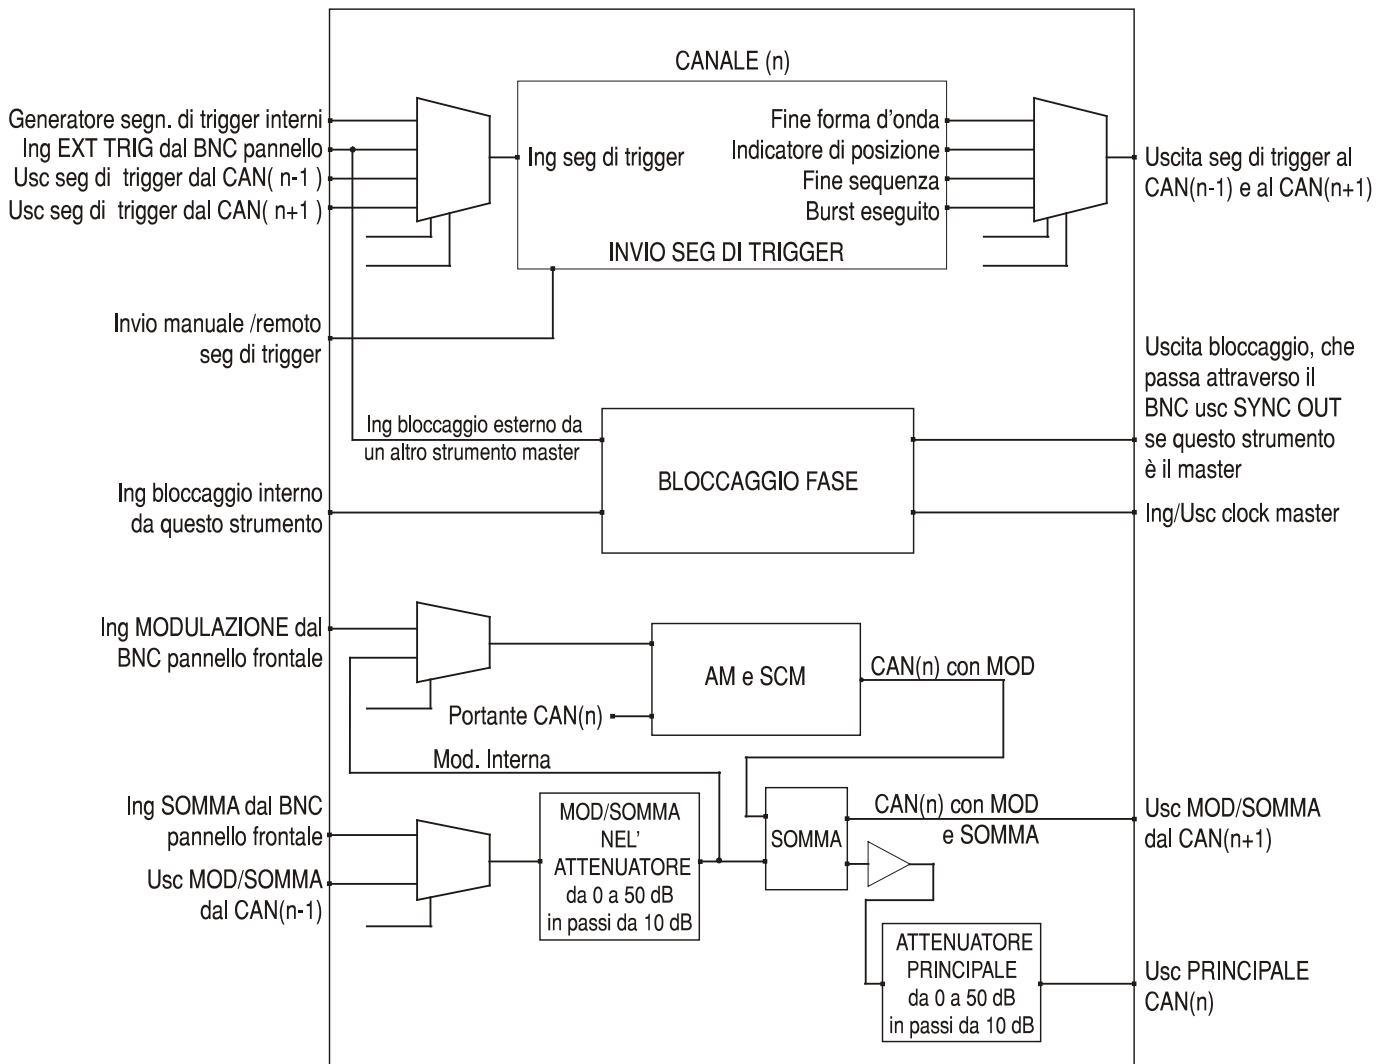 CANALE (n)
Generatore segn. di trigger interni
Ing EXT TRIG dal BNC pannello
Usc seg di trigger dal CAN( n-1 )
Usc seg di trigger dal CAN( n+1 )
Ing seg di trigger
Fine forma d'onda
Indicatore di posizione
Fine sequenza
Burst eseguito
INVIO SEG DI TRIGGER
Uscita seg di trigger al
CAN(n-1) e al CAN(n+1)
Invio manuale /remoto
seg di trigger
Uscita bloccaggio, che
passa attraverso il
BNC usc SYNC OUT
se questo strumento
è il master
Ing bloccaggio esterno da
un altro strumento master
BLOCCAGGIO FASE
Ing bloccaggio interno
da questo strumento
Ing/Usc clock master
Ing MODULAZIONE dal
BNC pannello frontale
AM e SCM
CAN(n) con MOD
Portante CAN(n)
Mod. Interna
Ing SOMMA dal BNC
pannello frontale
Usc MOD/SOMMA
dal CAN(n-1)
MOD/SOMMA
NEL'
ATTENUATORE
da 0 a 50 dB
in passi da 10 dB
SOMMA
CAN(n) con MOD
e SOMMA
Usc MOD/SOMMA
dal CAN(n+1)
ATTENUATORE
PRINCIPALE
da 0 a 50 dB
in passi da 10 dB
Usc PRINCIPALE
CAN(n)